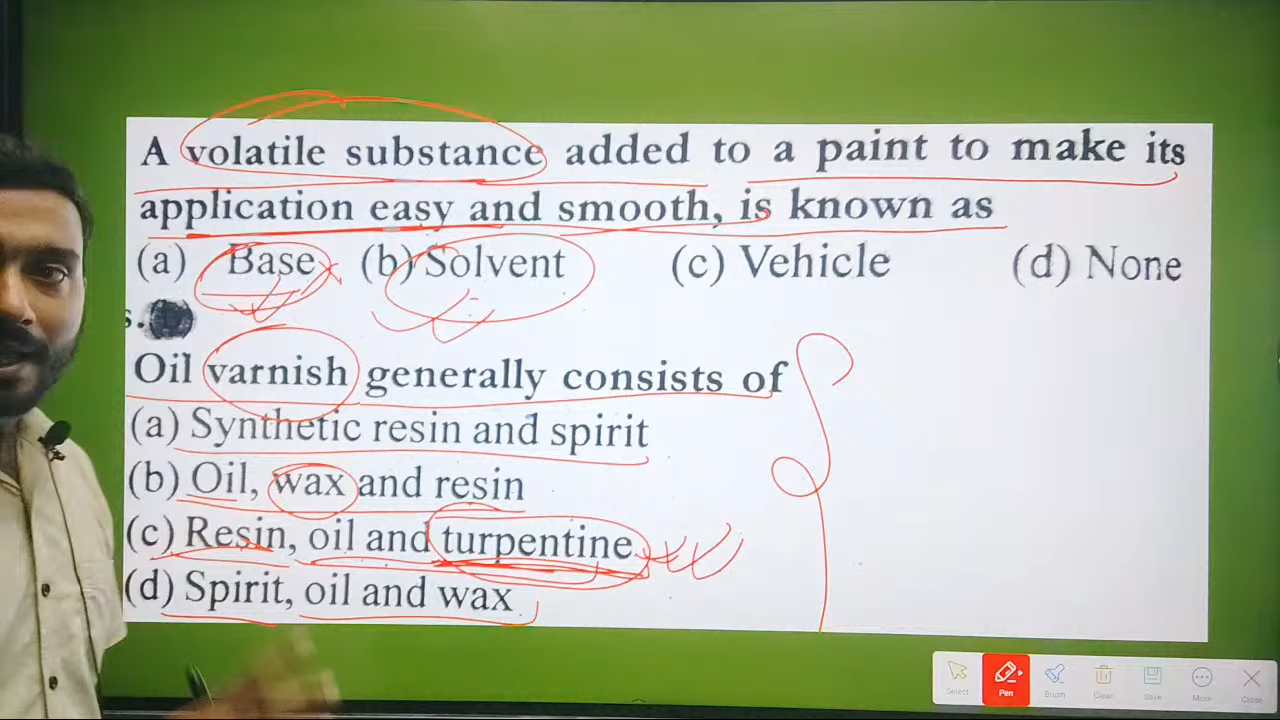 A volatile substance added to a paint to make its
application easy and smooth, is known as
(a) Base (b) Solvent (c) Vehicle (d) None
s.
Oil varnish generally consists of
(a) Synthetic resin and spirit
(b) Oil, wax and resin
(c) Resin, oil and turpentine
(d) Spirit, oil and wax
Select Pen Brush Clean Save More Close